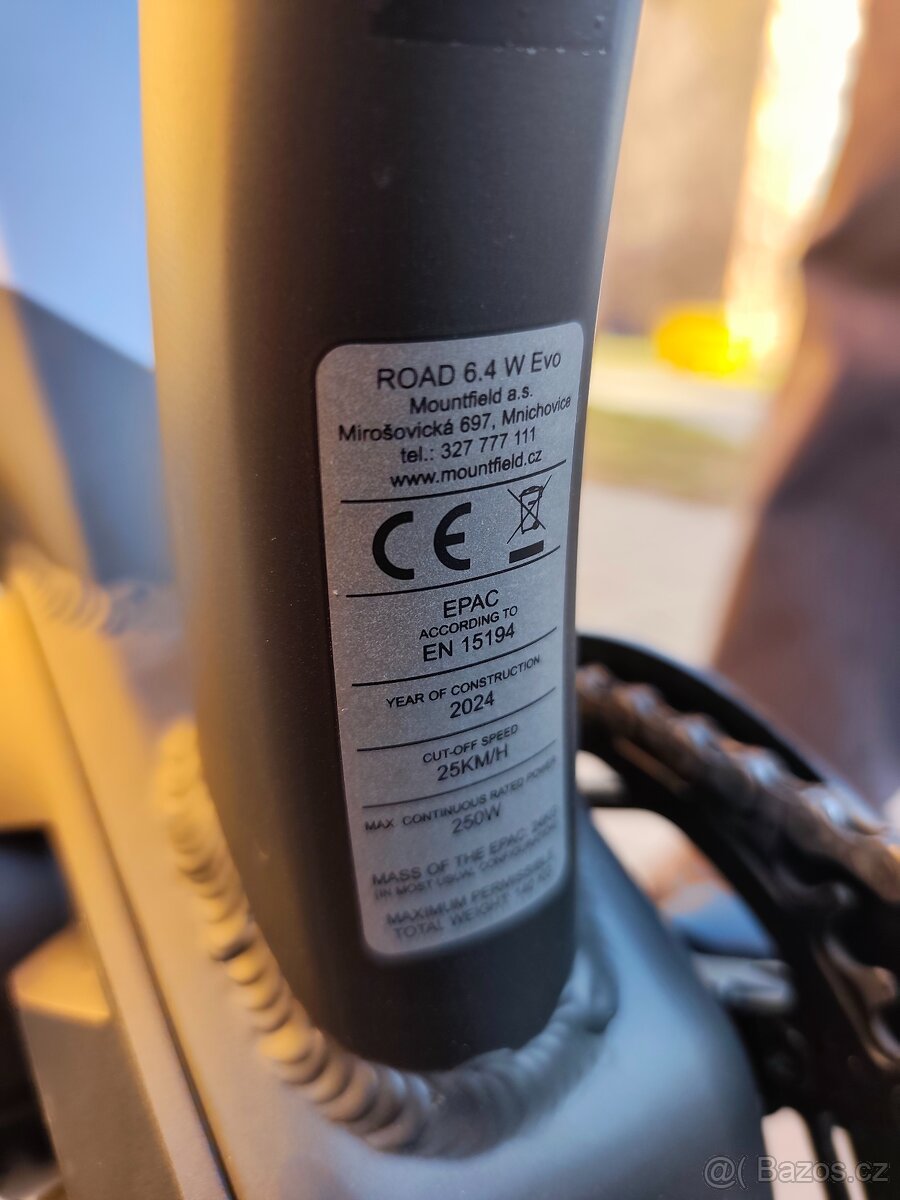 ROAD 6.4 W Evo
Mountfield a.s.
Mirošovická 697, Mnichovice
tel.: 327 777 111
www.mountfield.cz
CE
EPAC
ACCORDING TO
EN 15194
YEAR OF CONSTRUCTION
2024
CUT-OFF SPEED
25KM/H
MAX. CONTINUOUS RATED POWER
250W
MASS OF THE EPAC:
(IN MOST USUAL CONFIGURATION)
MAXIMUM PERMISSIBLE
TOTAL WEIGHT: 140 KG
@( Bazos.cz